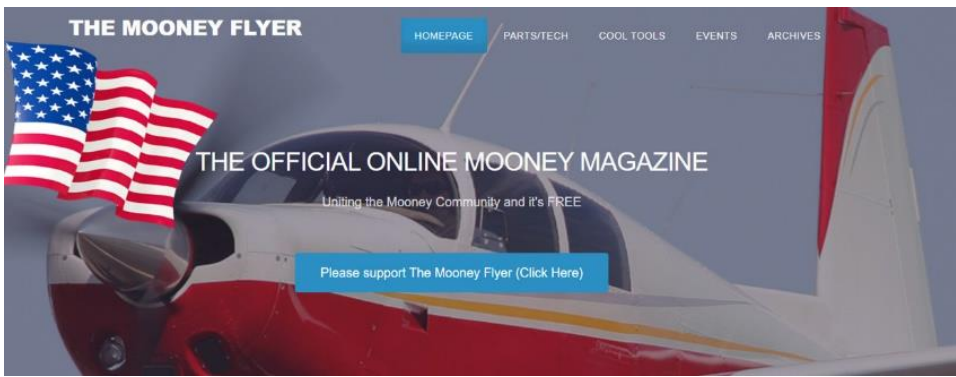 THE MOONEY FLYER
HOMEPAGE PARTS/TECH COOL TOOLS EVENTS ARCHIVES
THE OFFICIAL ONLINE MOONEY MAGAZINE
Uniting the Mooney Community and it's FREE
Please support The Mooney Flyer (Click Here)